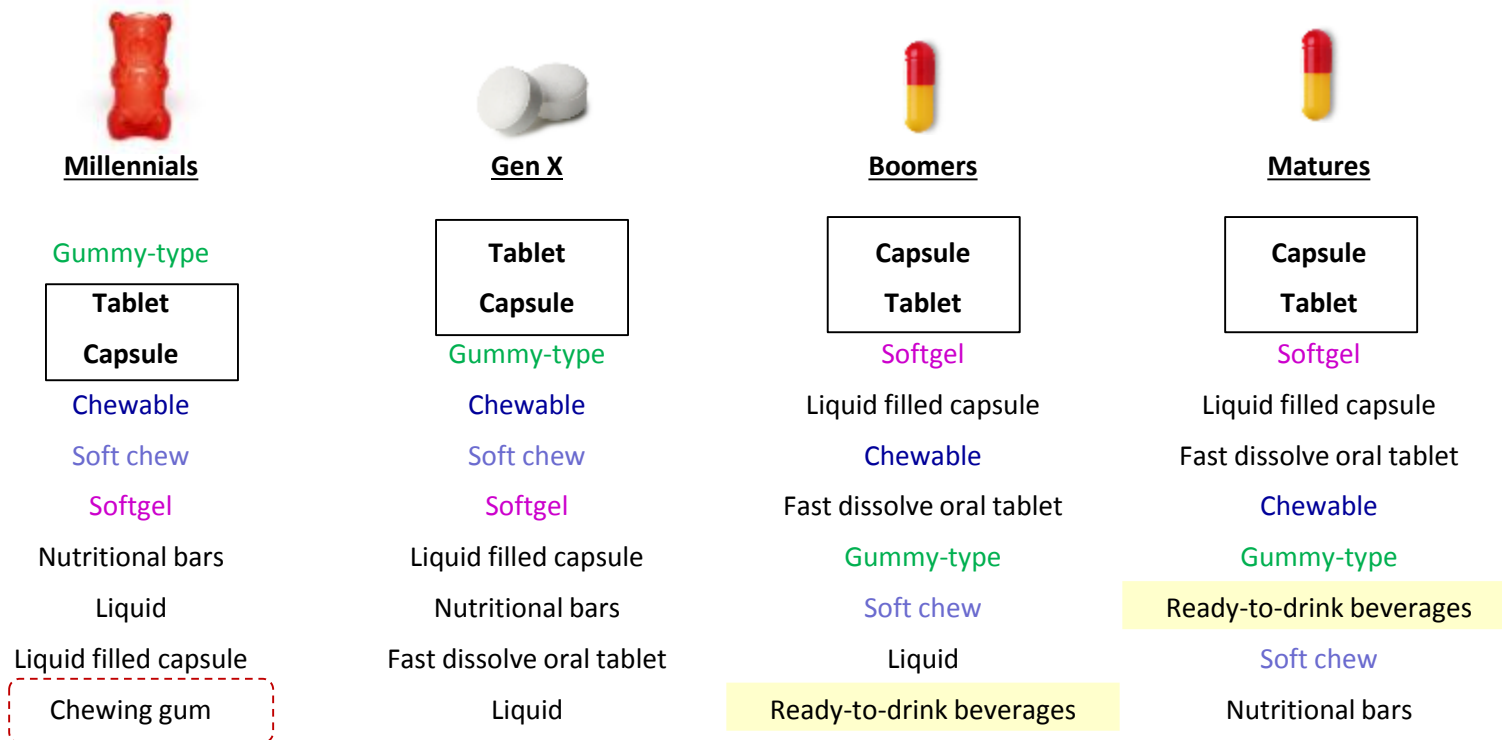 Millennials
Gummy-type
Tablet
Capsule
Chewable
Soft chew
Softgel
Nutritional bars
Liquid
Liquid filled capsule
Chewing gum
Gen X
Tablet
Capsule
Gummy-type
Chewable
Soft chew
Softgel
Liquid filled capsule
Nutritional bars
Fast dissolve oral tablet
Liquid
Boomers
Capsule
Tablet
Softgel
Liquid filled capsule
Chewable
Fast dissolve oral tablet
Gummy-type
Soft chew
Liquid
Ready-to-drink beverages
Matures
Capsule
Tablet
Softgel
Liquid filled capsule
Fast dissolve oral tablet
Chewable
Gummy-type
Ready-to-drink beverages
Soft chew
Nutritional bars